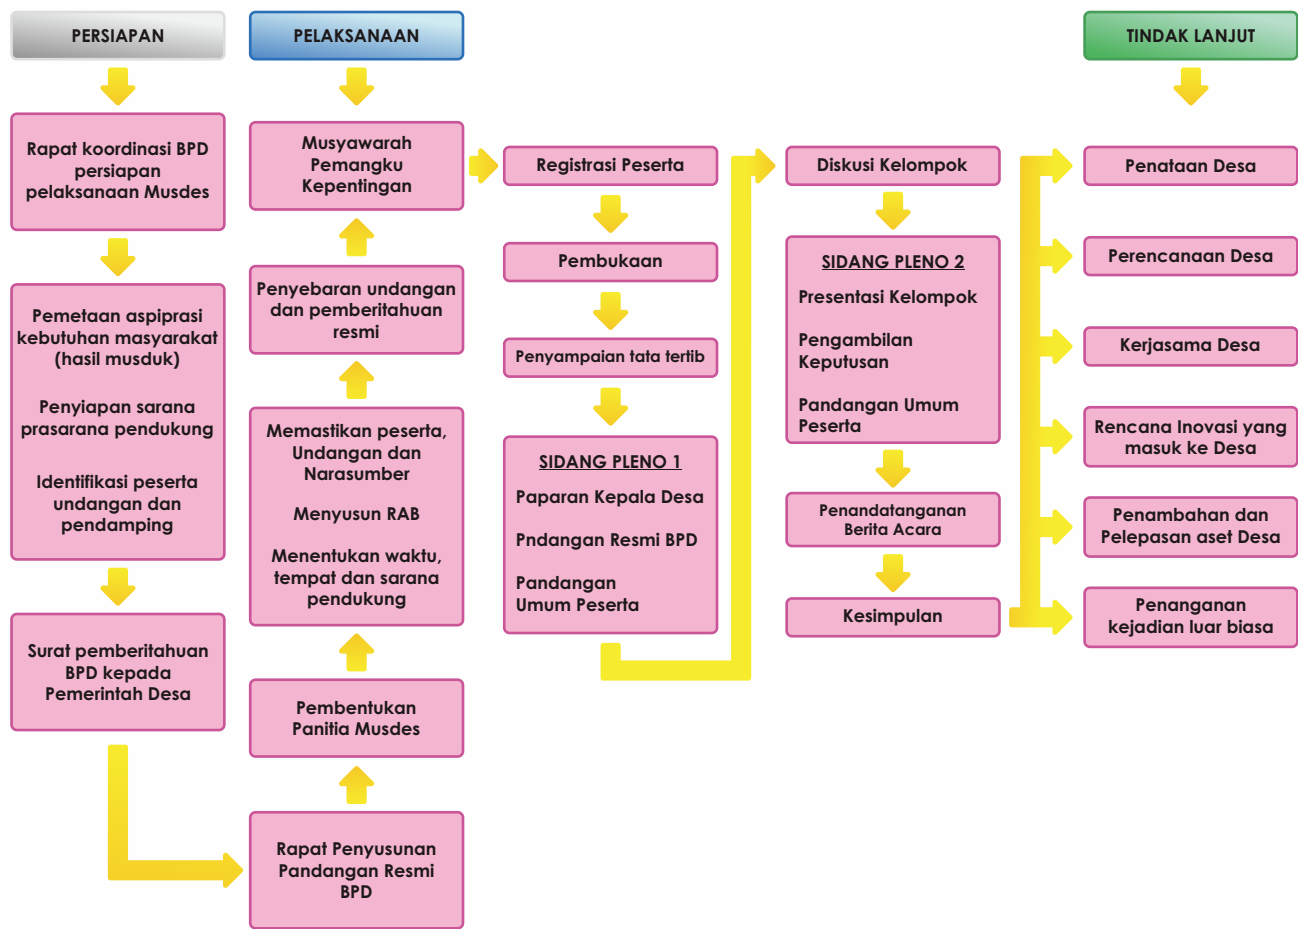 PERSIAPAN
Rapat koordinasi BPD
persiapan
pelaksanaan Musdes
Pemetaan aspiprasi
kebutuhan masyarakat
(hasil musduk)
Penyiapan sarana
prasarana pendukung
Identifikasi peserta
undangan dan
pendamping
Surat pemberitahuan
BPD kepada
Pemerintah Desa
PELAKSANAAN
Musyawarah
Pemangku
Kepentingan
Penyebaran undangan
dan pemberitahuan
resmi
Memastikan peserta,
Undangan dan
Narasumber
Menyusun RAB
Menentukan waktu,
tempat dan sarana
pendukung
Pembentukan
Panitia Musdes
Rapat Penyusunan
Pandangan Resmi
BPD
Registrasi Peserta
Pembukaan
Penyampaian tata tertib
SIDANG PLENO 1
Paparan Kepala Desa
Pndangan Resmi BPD
Pandangan
Umum Peserta
Diskusi Kelompok
SIDANG PLENO 2
Presentasi Kelompok
Pengambilan
Keputusan
Pandangan Umum
Peserta
Penandatanganan
Berita Acara
Kesimpulan
TINDAK LANJUT
Penataan Desa
Perencanaan Desa
Kerjasama Desa
Rencana Inovasi yang
masuk ke Desa
Penambahan dan
Pelepasan aset Desa
Penanganan
kejadian luar biasa